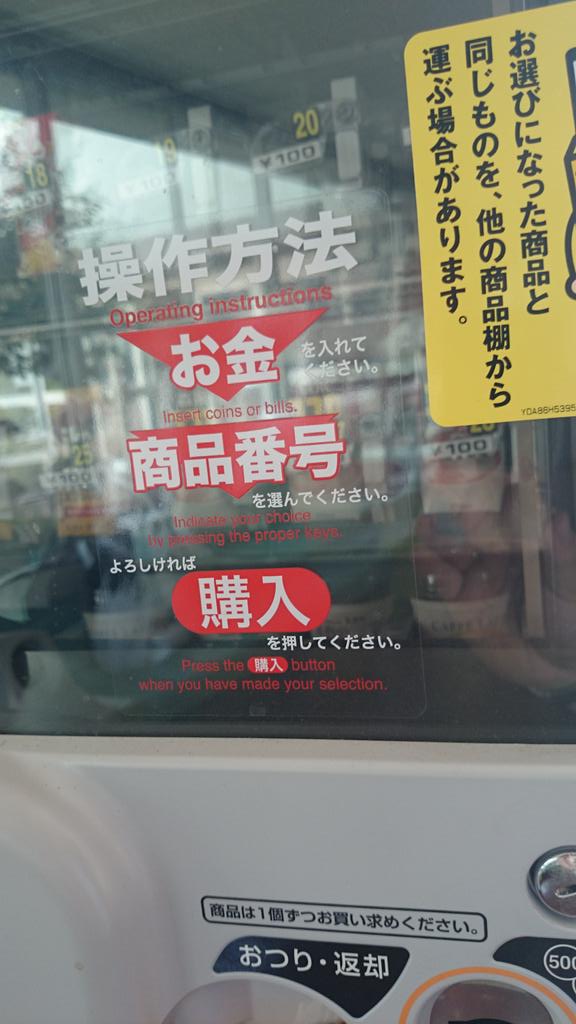 お選びになった商品と
同じものを、他の商品棚から
運ぶ場合があります。
YDA86H5395
20
19
18
操作方法
Operating instructions
お金を入れて
ください。
Insert coins or bills.
商品番号
を選んでください。
Indicate your choice
by pressing the proper keys.
よろしければ
購入
を押してください。
Press the 購入 button
when you have made your selection.
25
商品は1個ずつお買い求めください。
おつり・返却
500